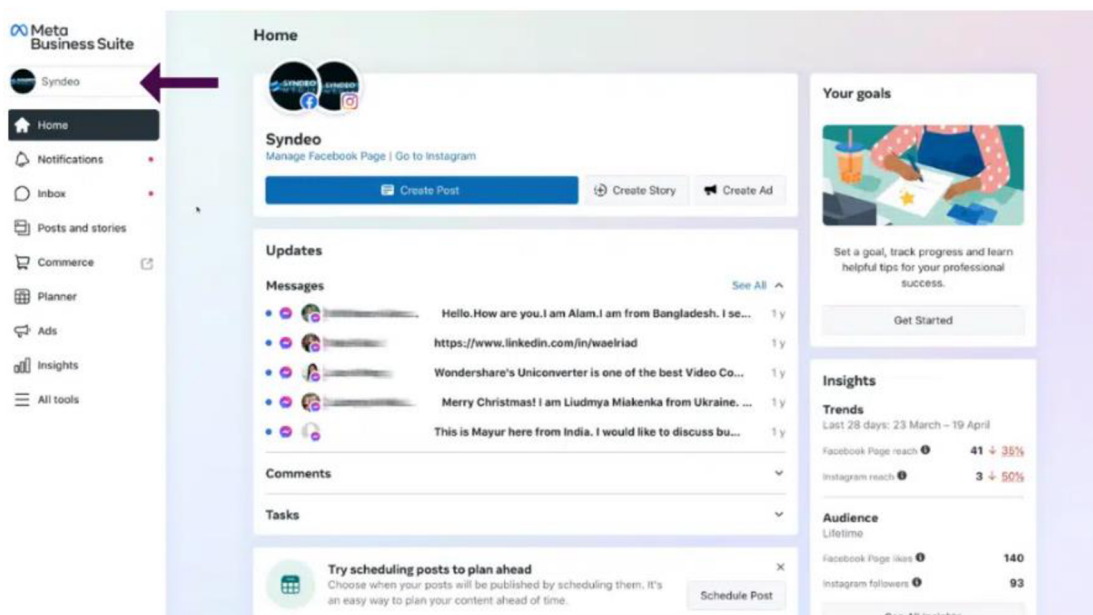 Meta
Business Suite
Syndeo
Home
Notifications
Inbox
Posts and stories
Commerce
Planner
Ads
Insights
All tools
Home
SYNDEO
SYNDEO
Syndeo
Manage Facebook Page | Go to Instagram
Create Post
Create Story
Create Ad
Updates
Messages
See All
Hello.How are you.I am Alam.I am from Bangladesh. I se... 1 y
https://www.linkedin.com/in/waelriad 1 y
Wondershare's Uniconverter is one of the best Video Co... 1 y
Merry Christmas! I am Liudmya Miakenka from Ukraine. ... 1 y
This is Mayur here from India. I would like to discuss bu... 1 y
Comments
Tasks
Try scheduling posts to plan ahead
Choose when your posts will be published by scheduling them. It's
an easy way to plan your content ahead of time.
Schedule Post
Your goals
Set a goal, track progress and learn
helpful tips for your professional
success.
Get Started
Insights
Trends
Last 28 days: 23 March – 19 April
Facebook Page reach 41 ↓ 35%
Instagram reach 3 ↓ 50%
Audience
Lifetime
Facebook Page likes 140
Instagram followers 93